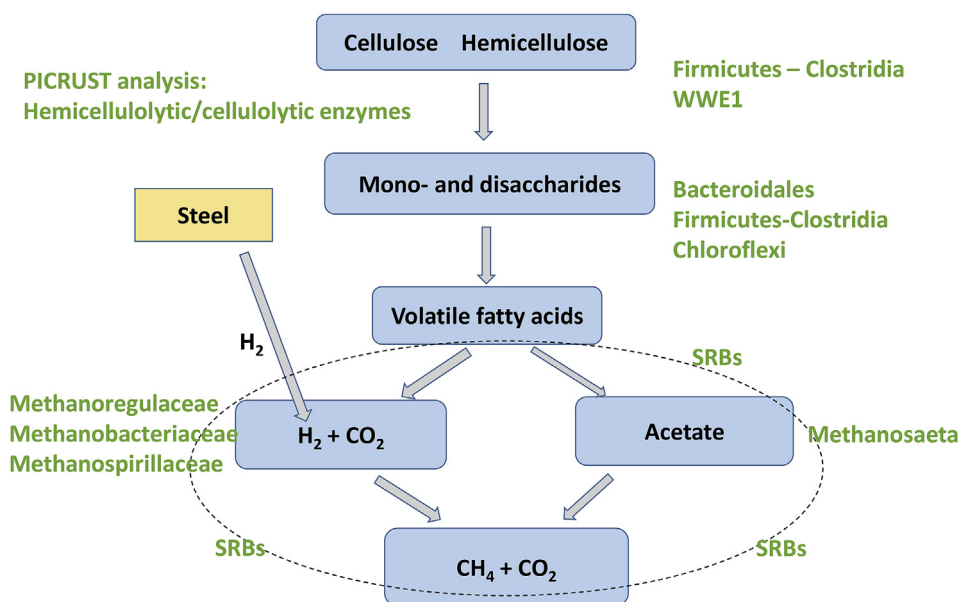 Cellulose Hemicellulose
PICRUST analysis:
Hemicellulolytic/cellulolytic enzymes
Firmicutes – Clostridia
WWE1
Mono- and disaccharides
Bacteroidales
Firmicutes-Clostridia
Chloroflexi
Steel
Volatile fatty acids
H₂
SRBs
Methanoregulaceae
Methanobacteriaceae
Methanospirillaceae
H₂ + CO₂
Acetate
Methanosaeta
SRBs
SRBs
CH₄ + CO₂